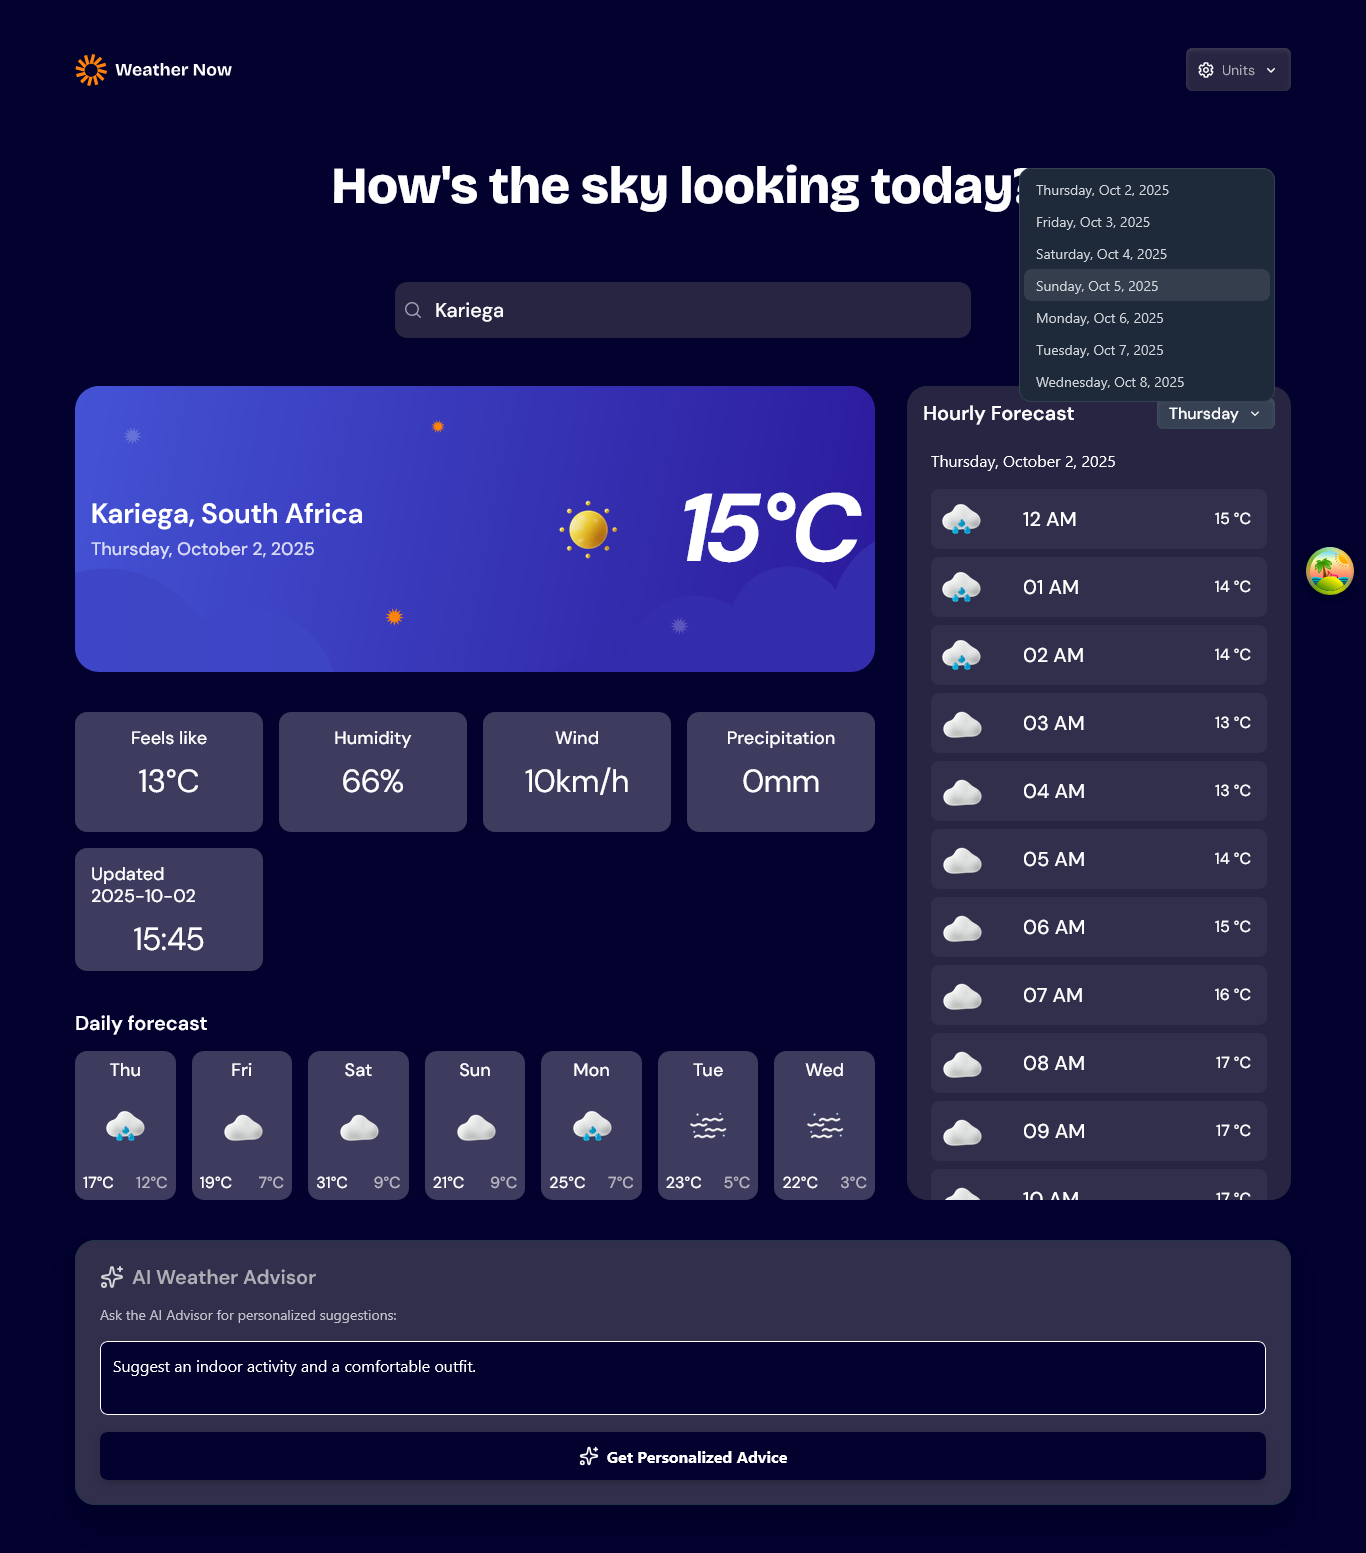 Weather Now
Units
How's the sky looking today?
Thursday, Oct 2, 2025
Friday, Oct 3, 2025
Saturday, Oct 4, 2025
Sunday, Oct 5, 2025
Monday, Oct 6, 2025
Tuesday, Oct 7, 2025
Wednesday, Oct 8, 2025
Kariega
Kariega, South Africa
Thursday, October 2, 2025
15°C
Feels like
13°C
Humidity
66%
Wind
10km/h
Precipitation
0mm
Updated
2025-10-02
15:45
Daily forecast
Thu
17°C 12°C
Fri
19°C 7°C
Sat
31°C 9°C
Sun
21°C 9°C
Mon
25°C 7°C
Tue
23°C 5°C
Wed
22°C 3°C
Hourly Forecast
Thursday
Thursday, October 2, 2025
12 AM 15 °C
01 AM 14 °C
02 AM 14 °C
03 AM 13 °C
04 AM 13 °C
05 AM 14 °C
06 AM 15 °C
07 AM 16 °C
08 AM 17 °C
09 AM 17 °C
10 AM 17 °C
AI Weather Advisor
Ask the AI Advisor for personalized suggestions:
Suggest an indoor activity and a comfortable outfit.
Get Personalized Advice